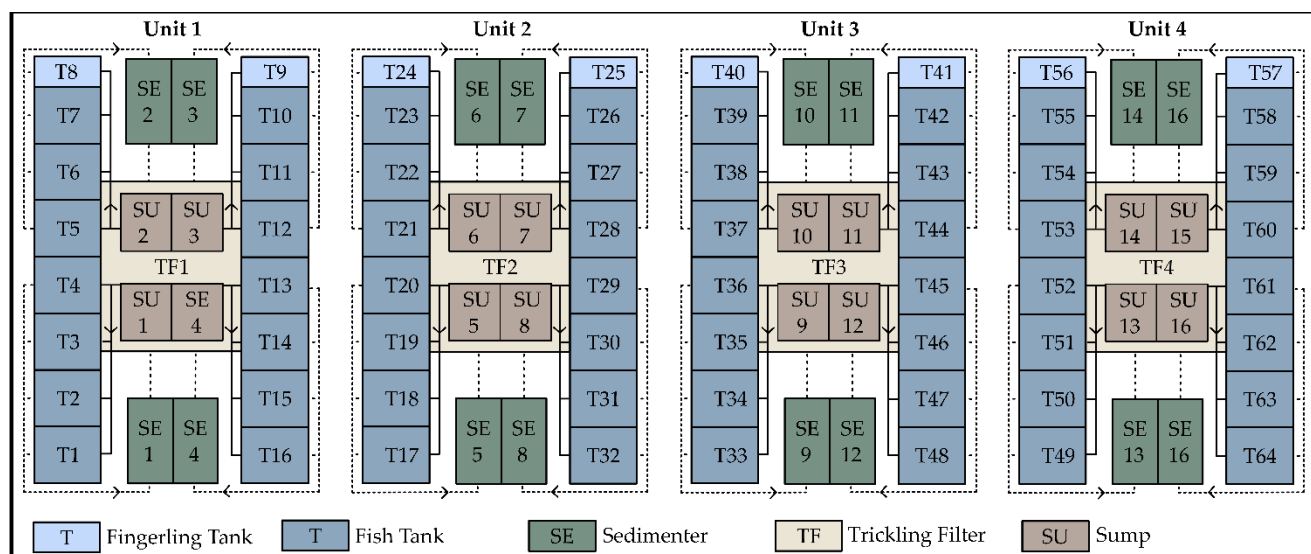 Unit 1
Unit 2
Unit 3
Unit 4
T8
T7
T6
T5
T4
T3
T2
T1
SE
2
SE
3
SU
2
SU
3
TF1
SU
1
SE
4
SE
1
SE
4
T9
T10
T11
T12
T13
T14
T15
T16
T24
T23
T22
T21
T20
T19
T18
T17
SE
6
SE
7
SU
6
SU
7
TF2
SU
5
SU
8
SE
5
SE
8
T25
T26
T27
T28
T29
T30
T31
T32
T40
T39
T38
T37
T36
T35
T34
T33
SE
10
SE
11
SU
10
SU
11
TF3
SU
9
SU
12
SE
9
SE
12
T41
T42
T43
T44
T45
T46
T47
T48
T56
T55
T54
T53
T52
T51
T50
T49
SE
14
SE
16
SU
14
SU
15
TF4
SU
13
SU
16
SE
13
SE
16
T57
T58
T59
T60
T61
T62
T63
T64
T Fingerling Tank
T Fish Tank
SE Sedimenter
TF Trickling Filter
SU Sump